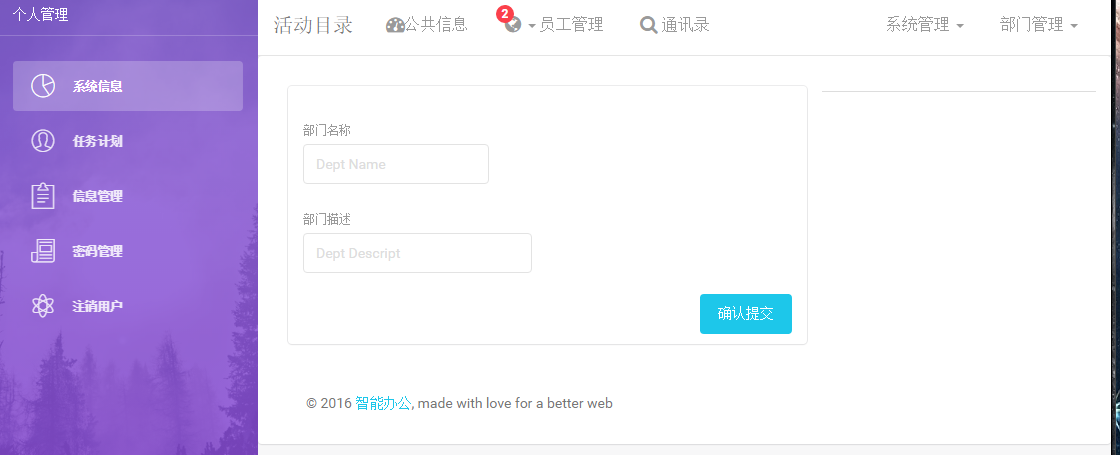 个人管理
系统信息
任务计划
信息管理
密码管理
注销用户
活动目录 公共信息 2 员工管理 通讯录 系统管理 部门管理
部门名称
Dept Name
部门描述
Dept Descript
确认提交
© 2016 智能办公, made with love for a better web